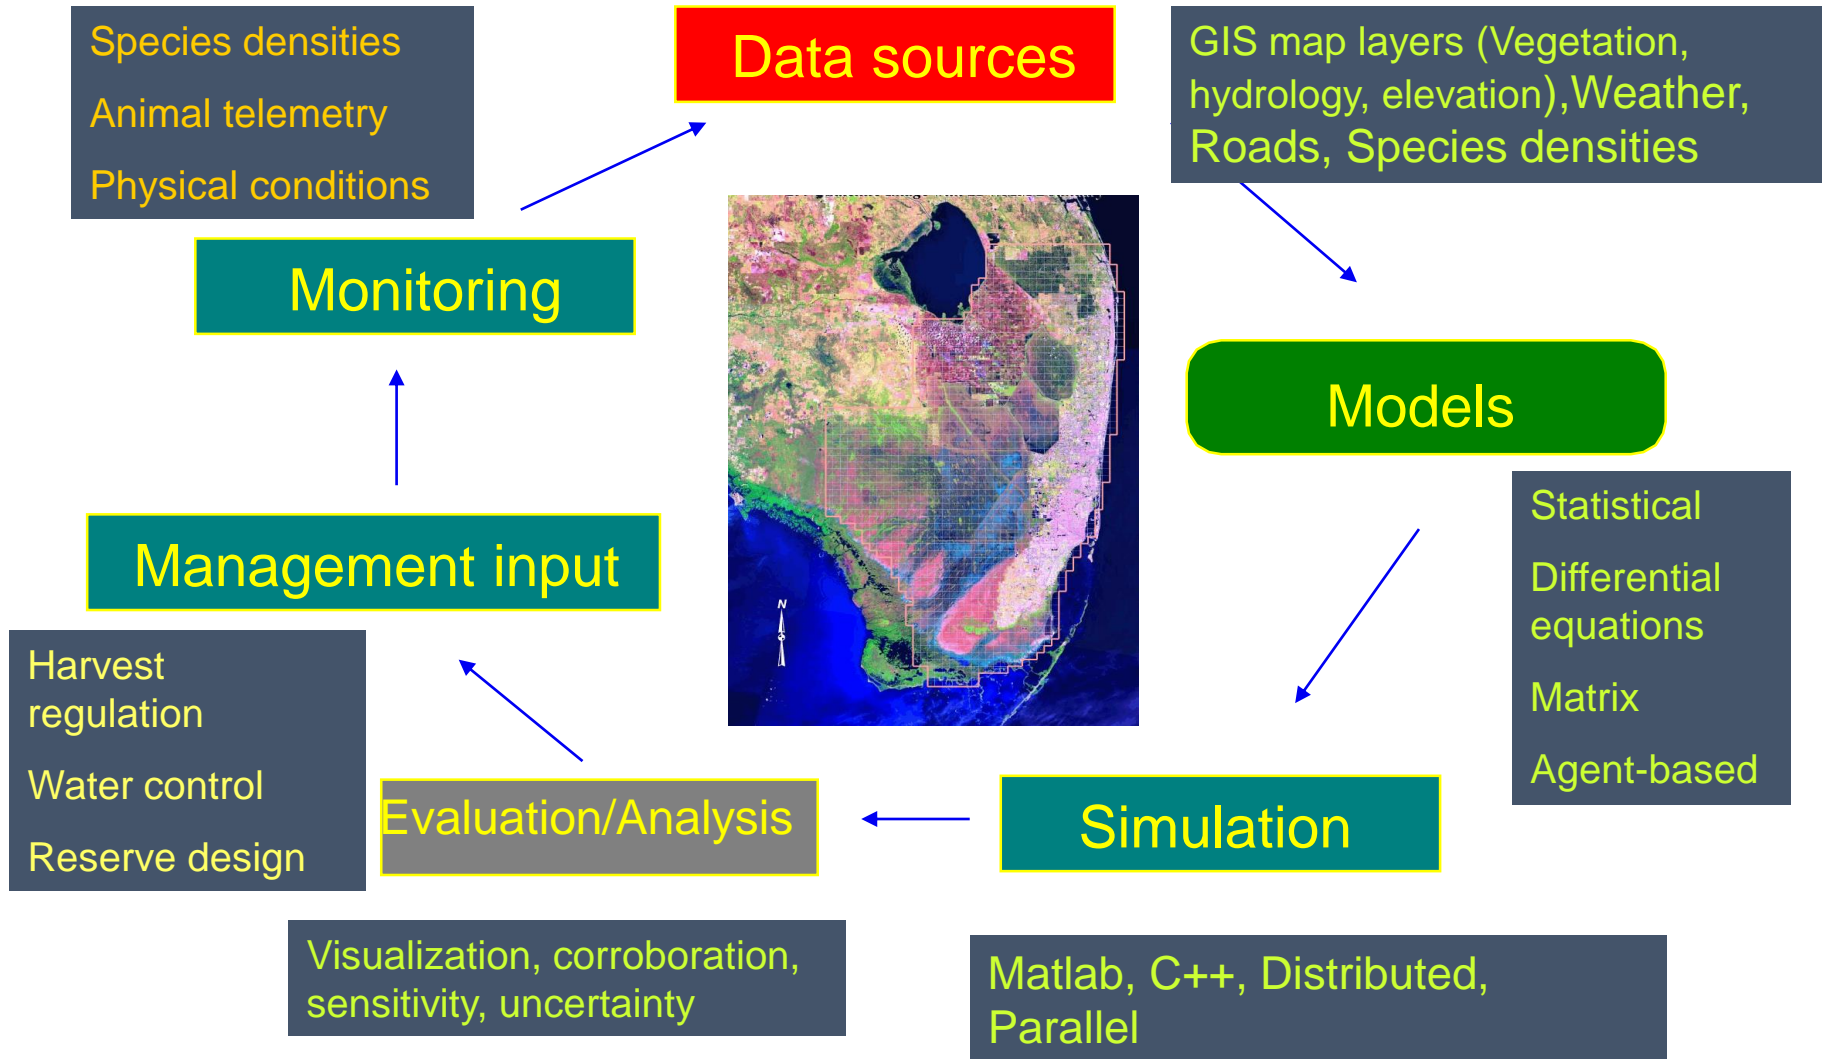 Species densities
Animal telemetry
Physical conditions
Data sources
GIS map layers (Vegetation,
hydrology, elevation),Weather,
Roads, Species densities
Monitoring
Models
Statistical
Differential
equations
Matrix
Agent-based
Management input
N
Harvest
regulation
Water control
Reserve design
Evaluation/Analysis
Simulation
Visualization, corroboration,
sensitivity, uncertainty
Matlab, C++, Distributed,
Parallel